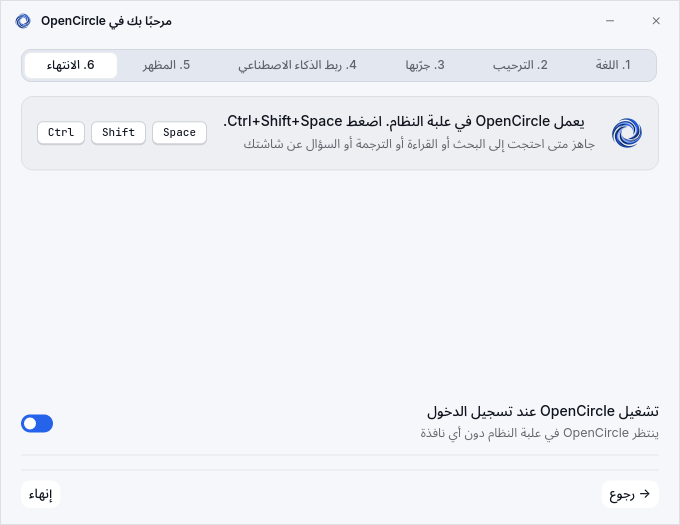 مرحبًا بك في OpenCircle
1. اللغة
2. الترحيب
3. جرّبها
4. ربط الذكاء الاصطناعي
5. المظهر
6. الانتهاء
يعمل OpenCircle في علبة النظام. اضغط Ctrl+Shift+Space.
جاهز متى احتجت إلى البحث أو القراءة أو الترجمة أو السؤال عن شاشتك
Ctrl Shift Space
تشغيل OpenCircle عند تسجيل الدخول
ينتظر OpenCircle في علبة النظام دون أي نافذة
→ رجوع
إنهاء